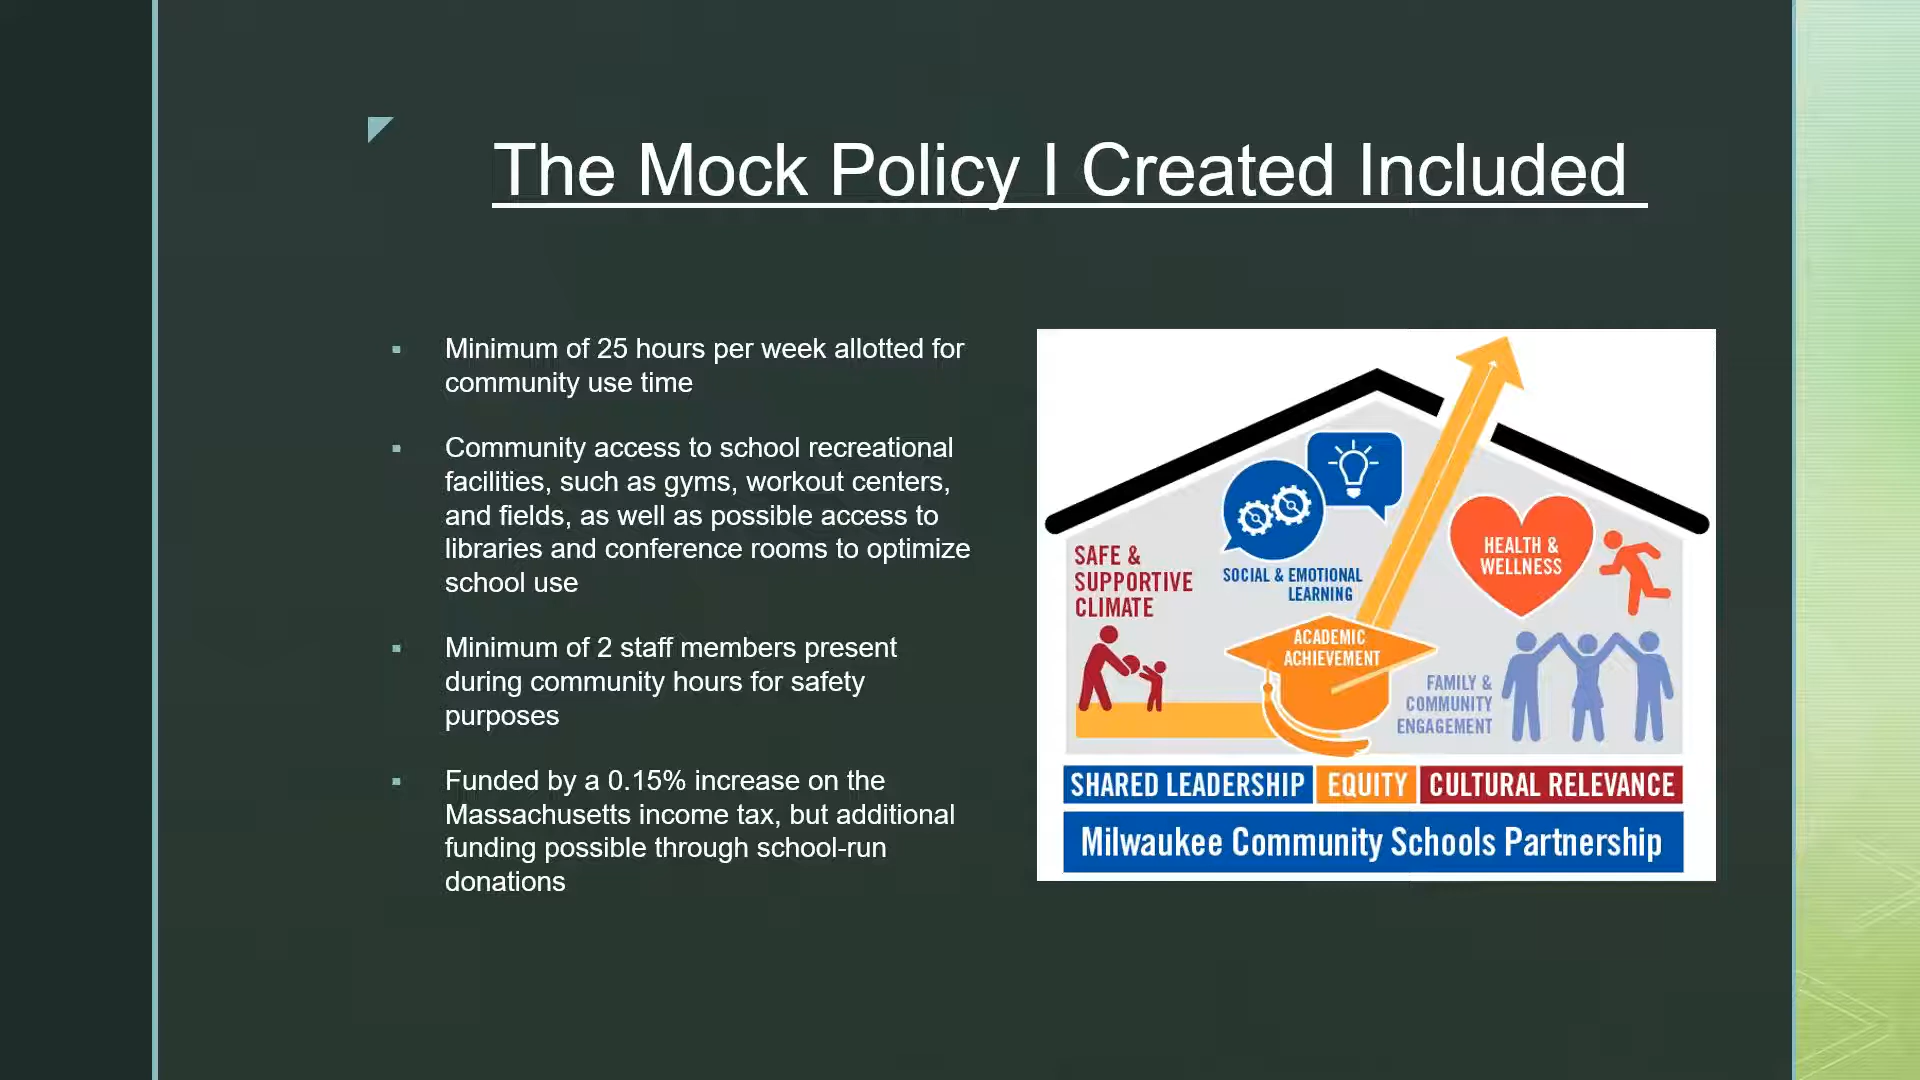 The Mock Policy I Created Included
▪ Minimum of 25 hours per week allotted for
community use time
▪ Community access to school recreational
facilities, such as gyms, workout centers,
and fields, as well as possible access to
libraries and conference rooms to optimize
school use
▪ Minimum of 2 staff members present
during community hours for safety
purposes
▪ Funded by a 0.15% increase on the
Massachusetts income tax, but additional
funding possible through school-run
donations
SAFE &
SUPPORTIVE
CLIMATE
SOCIAL & EMOTIONAL
LEARNING
HEALTH &
WELLNESS
ACADEMIC
ACHIEVEMENT
FAMILY &
COMMUNITY
ENGAGEMENT
SHARED LEADERSHIP EQUITY CULTURAL RELEVANCE
Milwaukee Community Schools Partnership